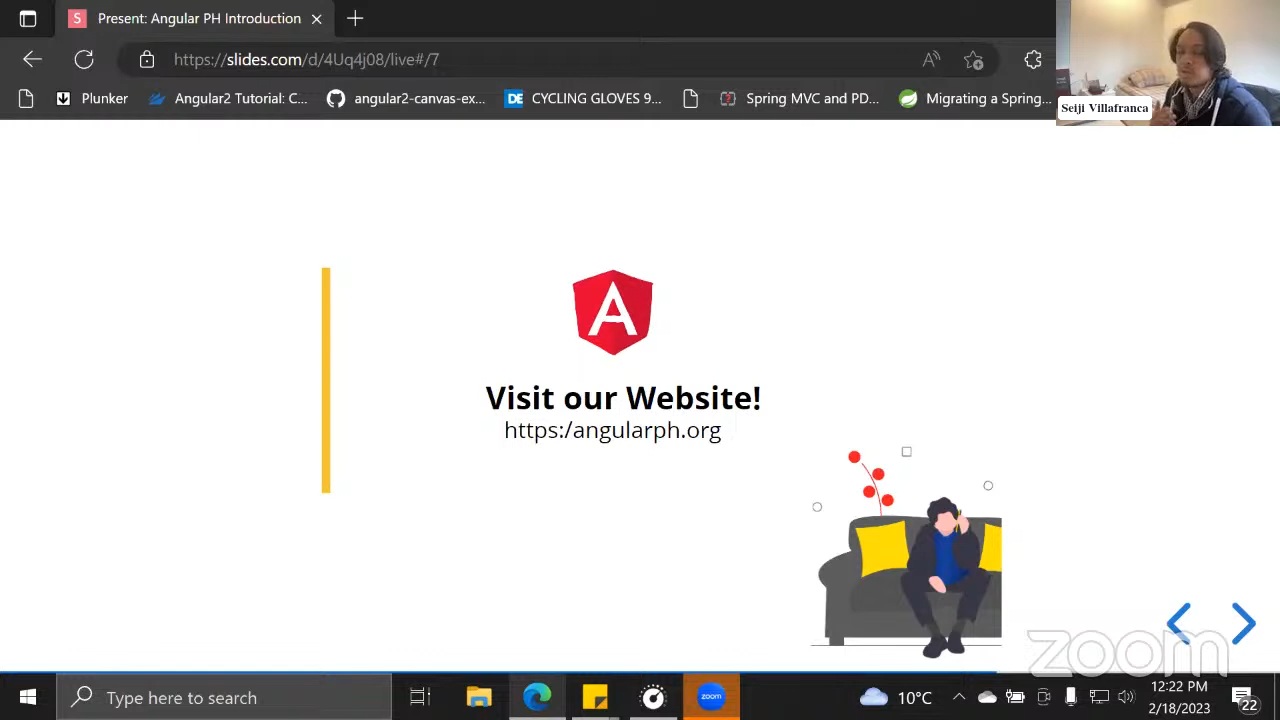 S Present: Angular PH Introduction
https://slides.com/d/4Uq4j08/live#/7
Plunker
Angular2 Tutorial: C...
angular2-canvas-ex...
DE CYCLING GLOVES 9...
Spring MVC and PD...
Migrating a Spring...
Seiji Villafranca
A
Visit our Website!
https:/angularph.org
zoom
Type here to search
zoom
10°C
12:22 PM
2/18/2023
22